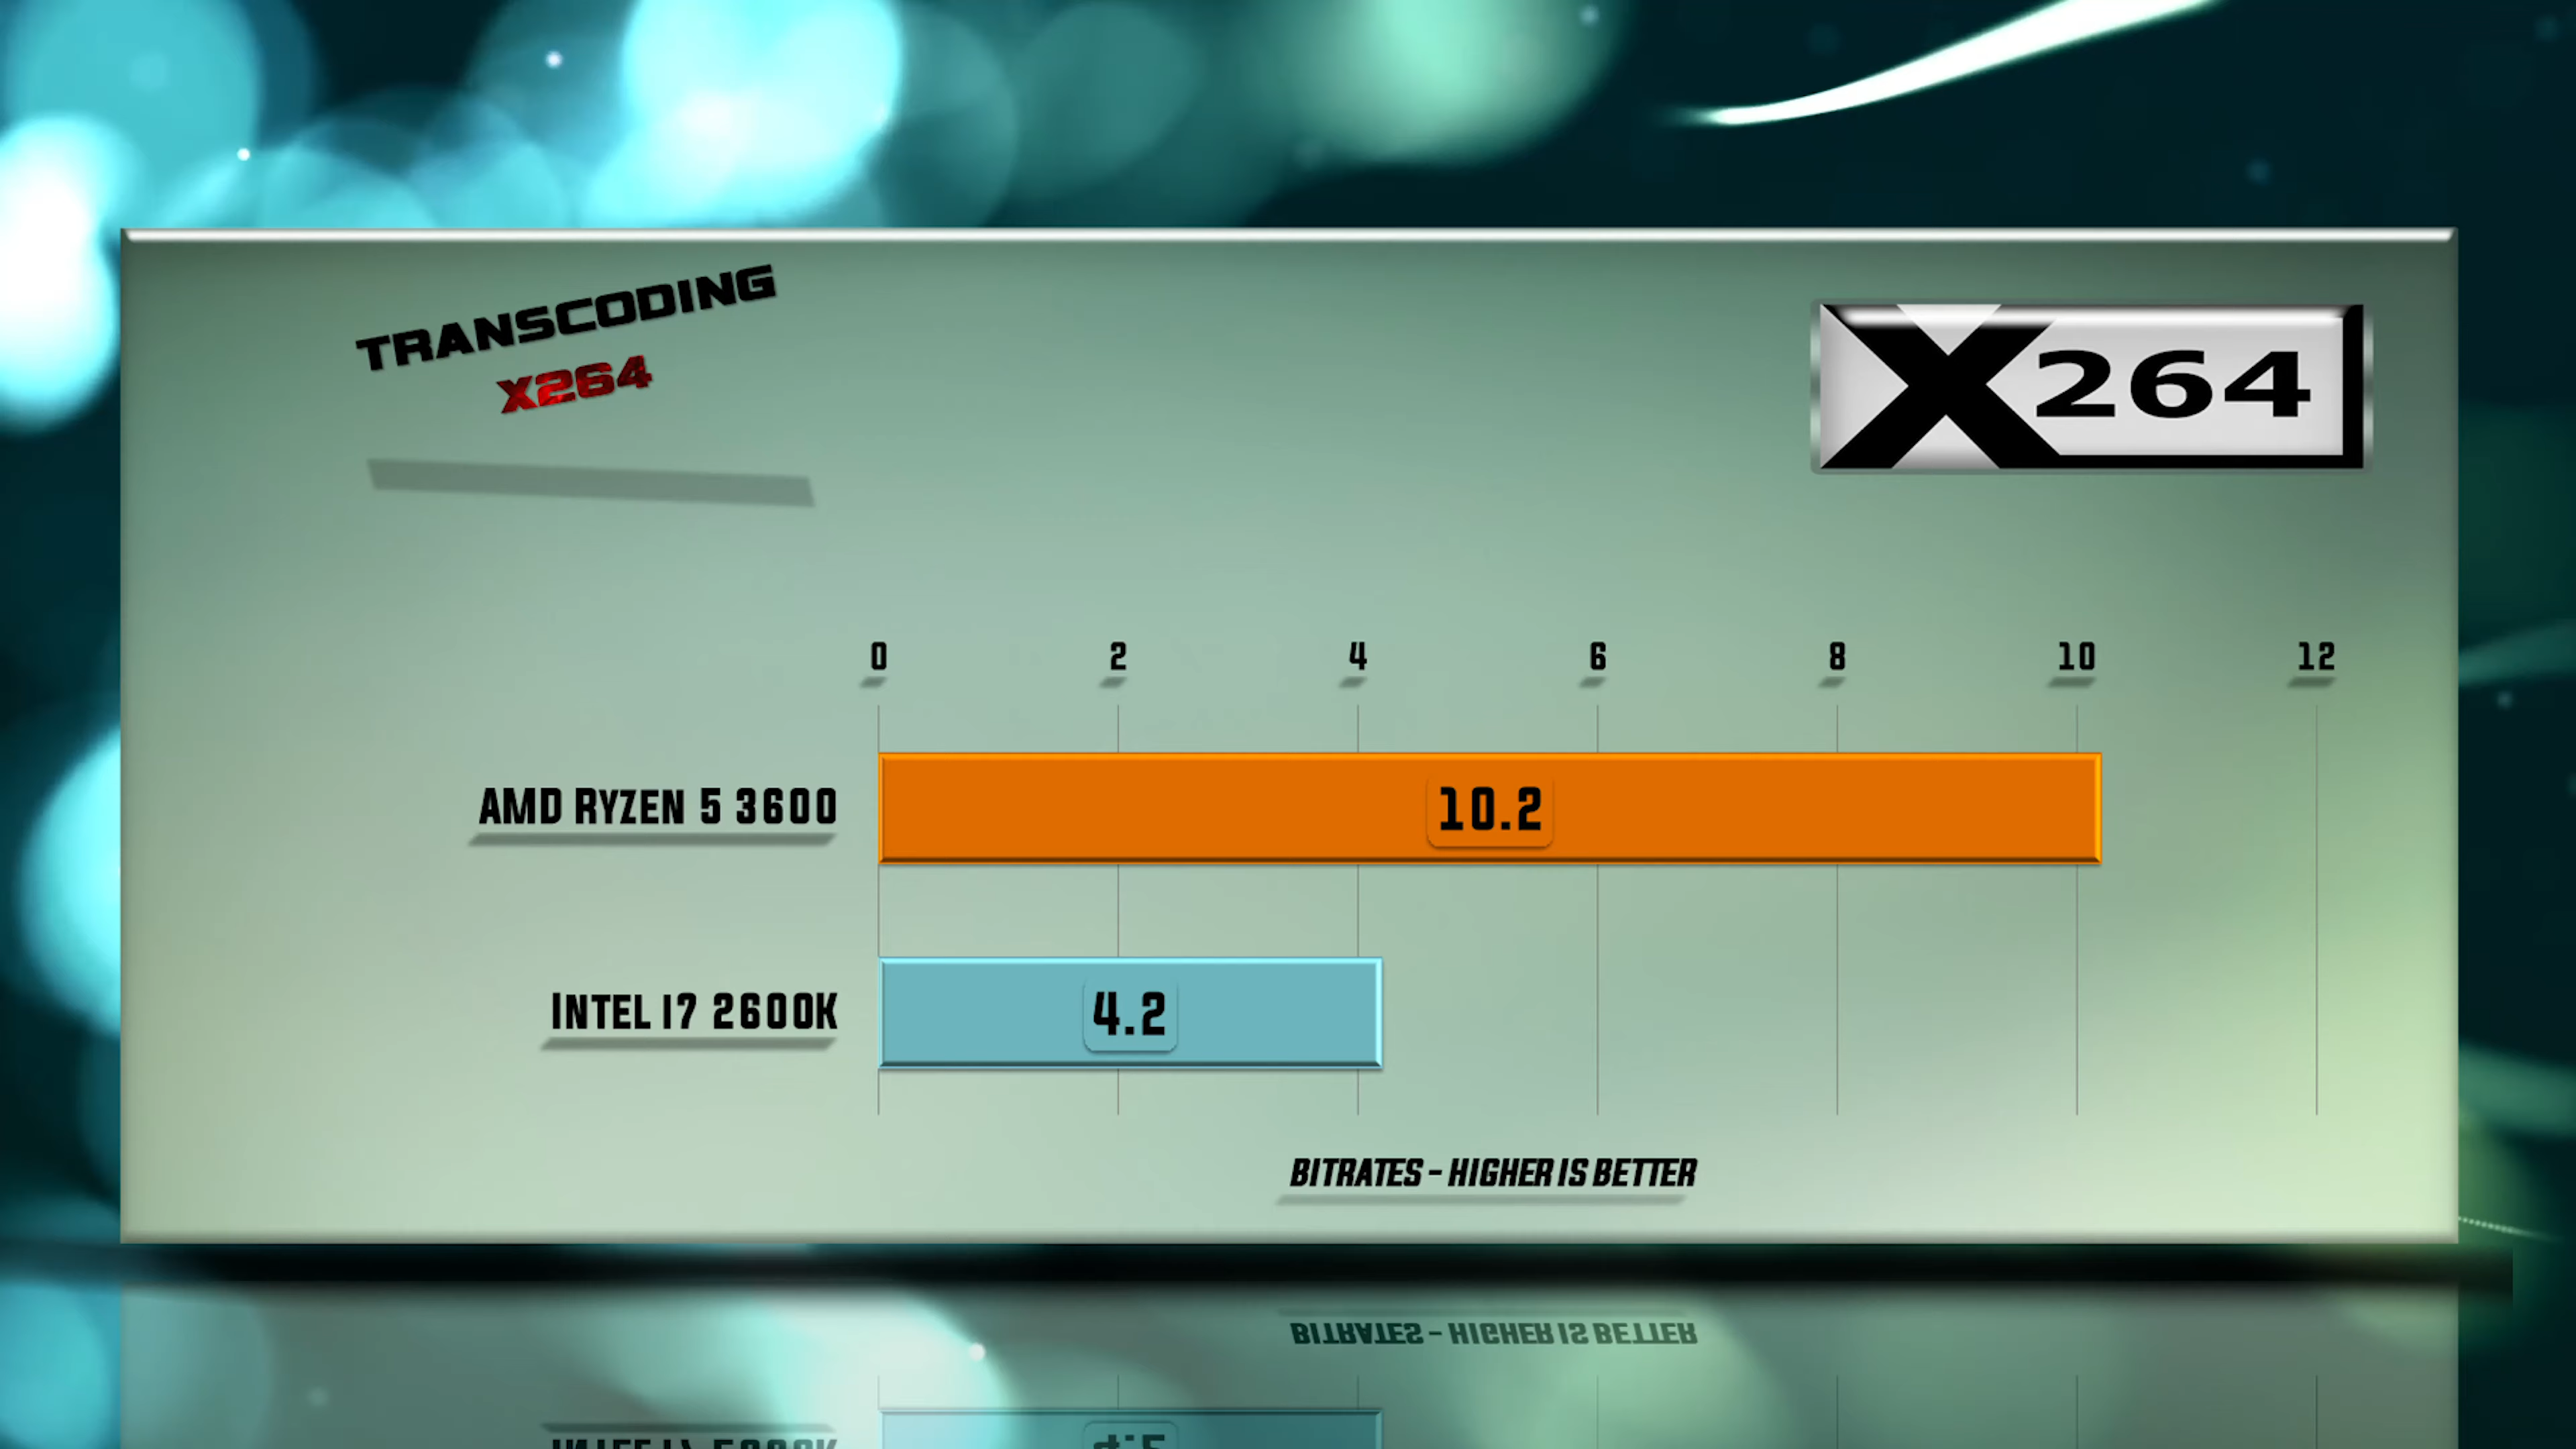 TRANSCODING
X264
X264
0 2 4 6 8 10 12
AMD RYZEN 5 3600
10.2
INTEL I7 2600K
4.2
BITRATES - HIGHER IS BETTER